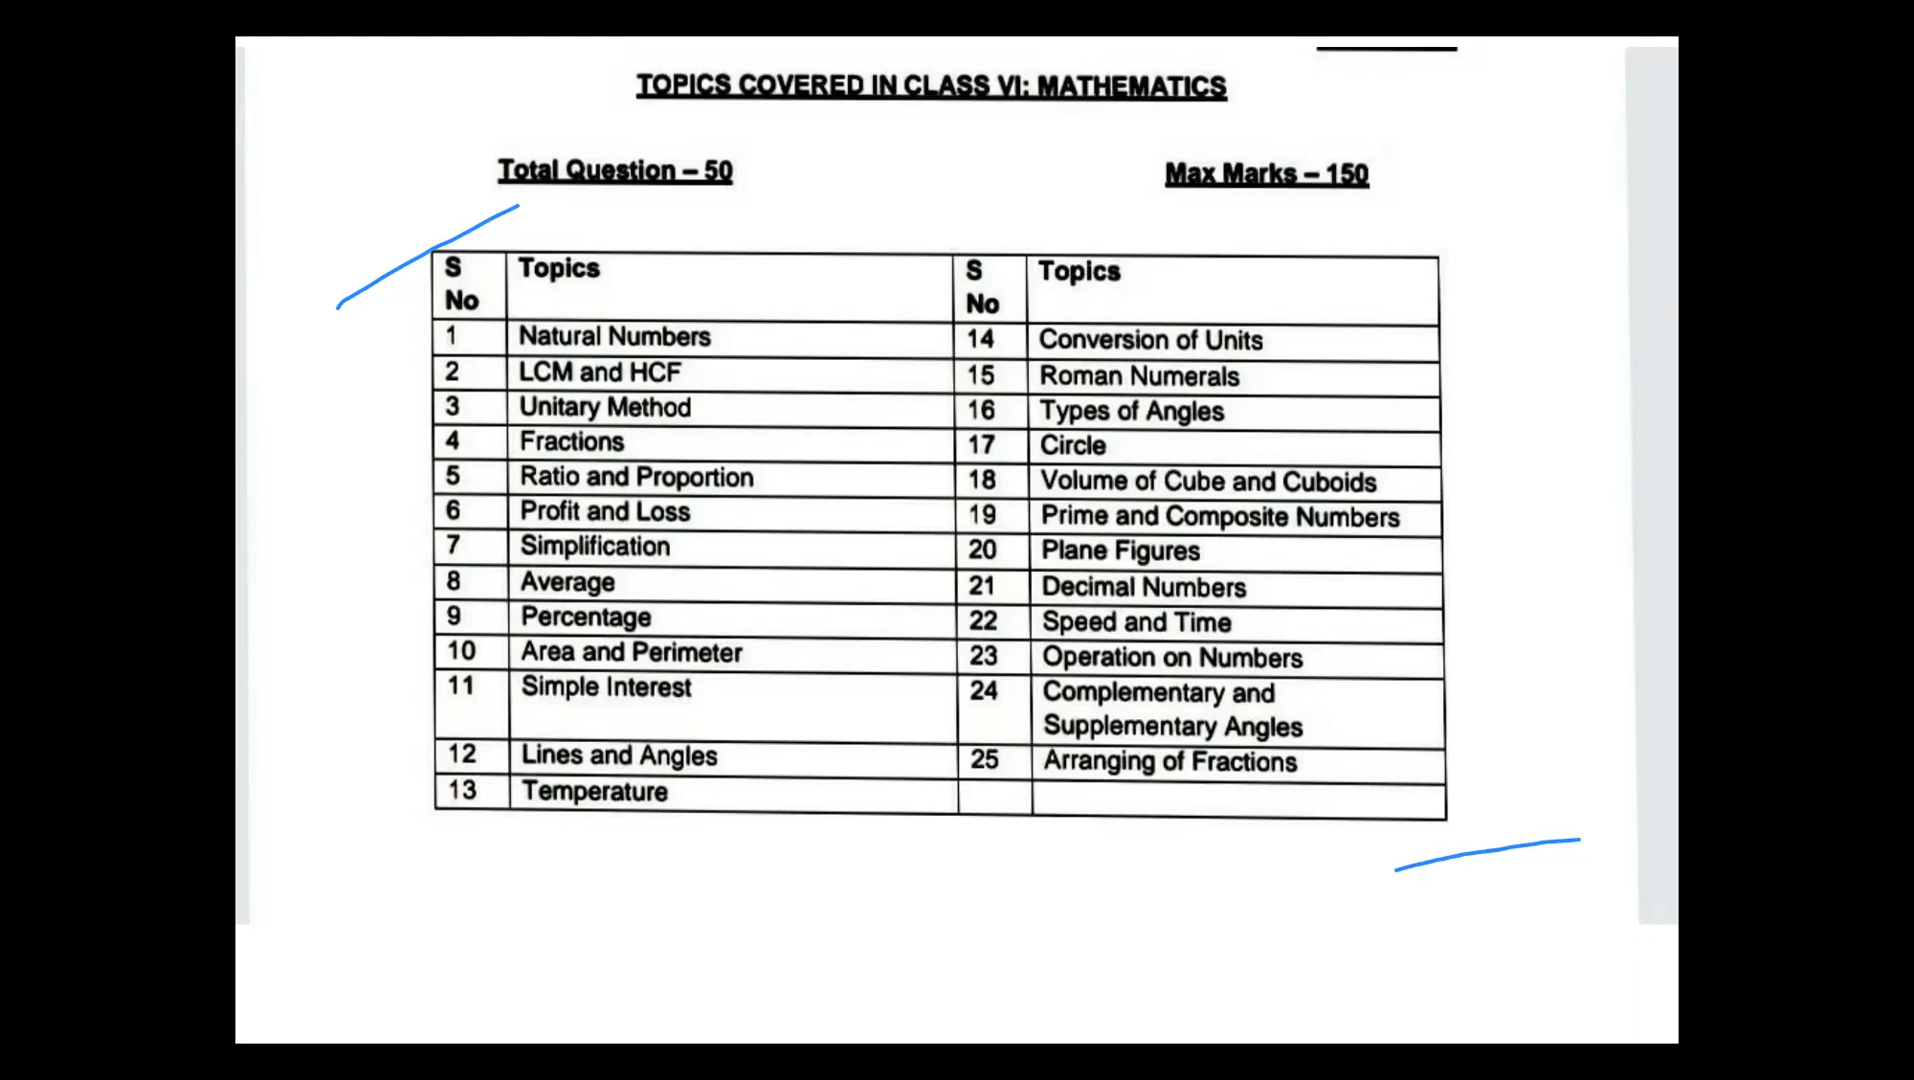 TOPICS COVERED IN CLASS VI: MATHEMATICS
Total Question – 50
Max Marks – 150
S No Topics S No Topics
1 Natural Numbers 14 Conversion of Units
2 LCM and HCF 15 Roman Numerals
3 Unitary Method 16 Types of Angles
4 Fractions 17 Circle
5 Ratio and Proportion 18 Volume of Cube and Cuboids
6 Profit and Loss 19 Prime and Composite Numbers
7 Simplification 20 Plane Figures
8 Average 21 Decimal Numbers
9 Percentage 22 Speed and Time
10 Area and Perimeter 23 Operation on Numbers
11 Simple Interest 24 Complementary and
Supplementary Angles
12 Lines and Angles 25 Arranging of Fractions
13 Temperature